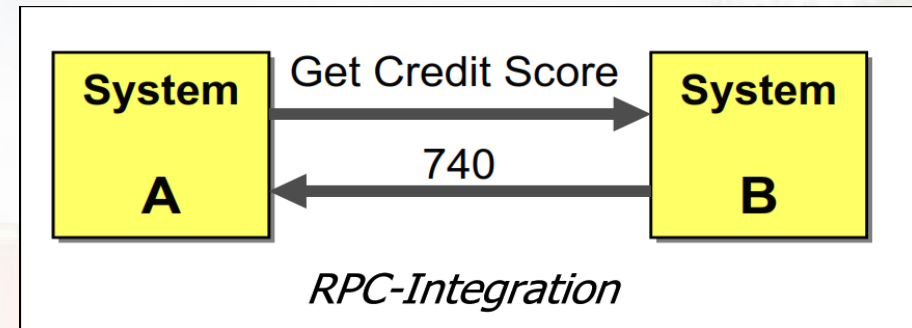 System
A
Get Credit Score
740
System
B
RPC-Integration